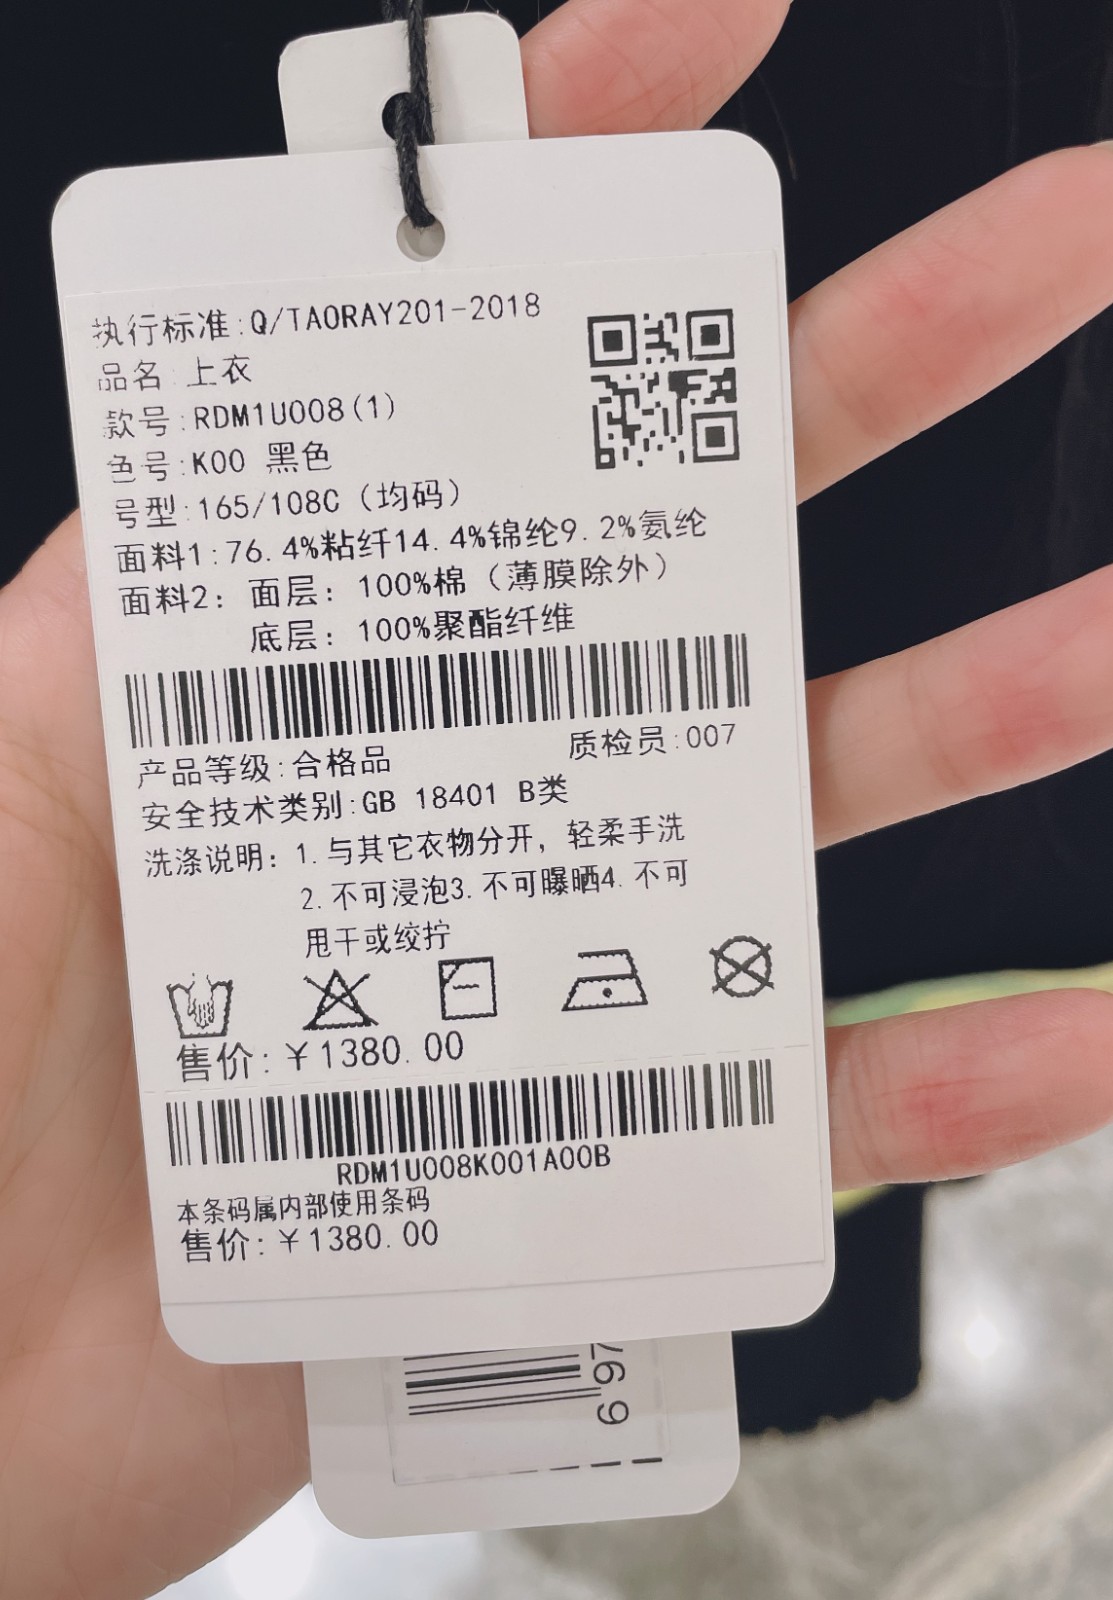 执行标准:Q/TAORAY201-2018
品名:上衣
款号:RDM1U008(1)
色号:K00 黑色
号型:165/108C（均码）
面料1:76.4%粘纤14.4%锦纶9.2%氨纶
面料2： 面层： 100%棉（薄膜除外）
底层： 100%聚酯纤维
产品等级:合格品
质检员:007
安全技术类别:GB 18401 B类
洗涤说明：1.与其它衣物分开，轻柔手洗
2.不可浸泡3.不可曝晒4.不可
甩干或绞拧
售价:￥1380.00
RDM1U008K001A00B
本条码属内部使用条码
售价:￥1380.00